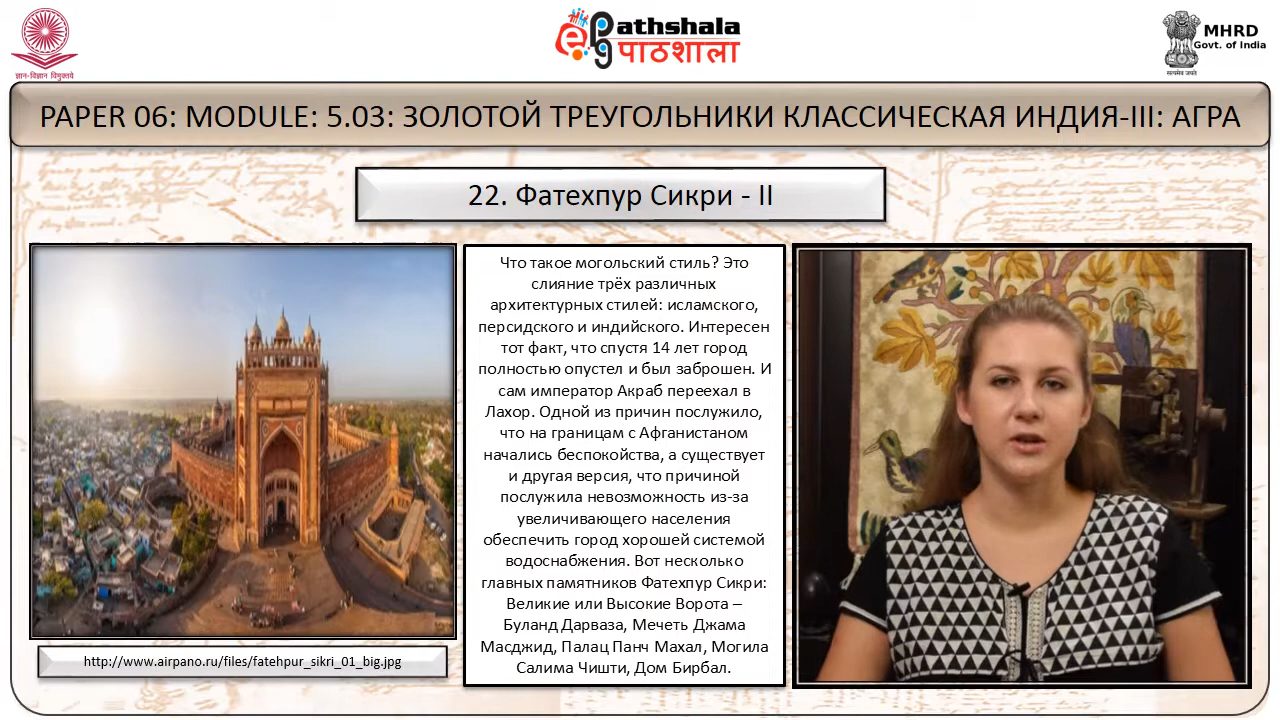 ज्ञान-विज्ञान विमुक्तये
ePathshala
पाठशाला
MHRD
Govt. of India
सत्यमेव जयते
PAPER 06: MODULE: 5.03: ЗОЛОТОЙ ТРЕУГОЛЬНИКИ КЛАССИЧЕСКАЯ ИНДИЯ-III: АГРА
22. Фатехпур Сикри - II
Что такое могольский стиль? Это
слияние трёх различных
архитектурных стилей: исламского,
персидского и индийского. Интересен
тот факт, что спустя 14 лет город
полностью опустел и был заброшен. И
сам император Акраб переехал в
Лахор. Одной из причин послужило,
что на границам с Афганистаном
начались беспокойства, а существует
и другая версия, что причиной
послужила невозможность из-за
увеличивающего населения
обеспечить город хорошей системой
водоснабжения. Вот несколько
главных памятников Фатехпур Сикри:
Великие или Высокие Ворота –
Буланд Дарваза, Мечеть Джама
Масджид, Палац Панч Махал, Могила
Салима Чишти, Дом Бирбал.
http://www.airpano.ru/files/fatehpur_sikri_01_big.jpg